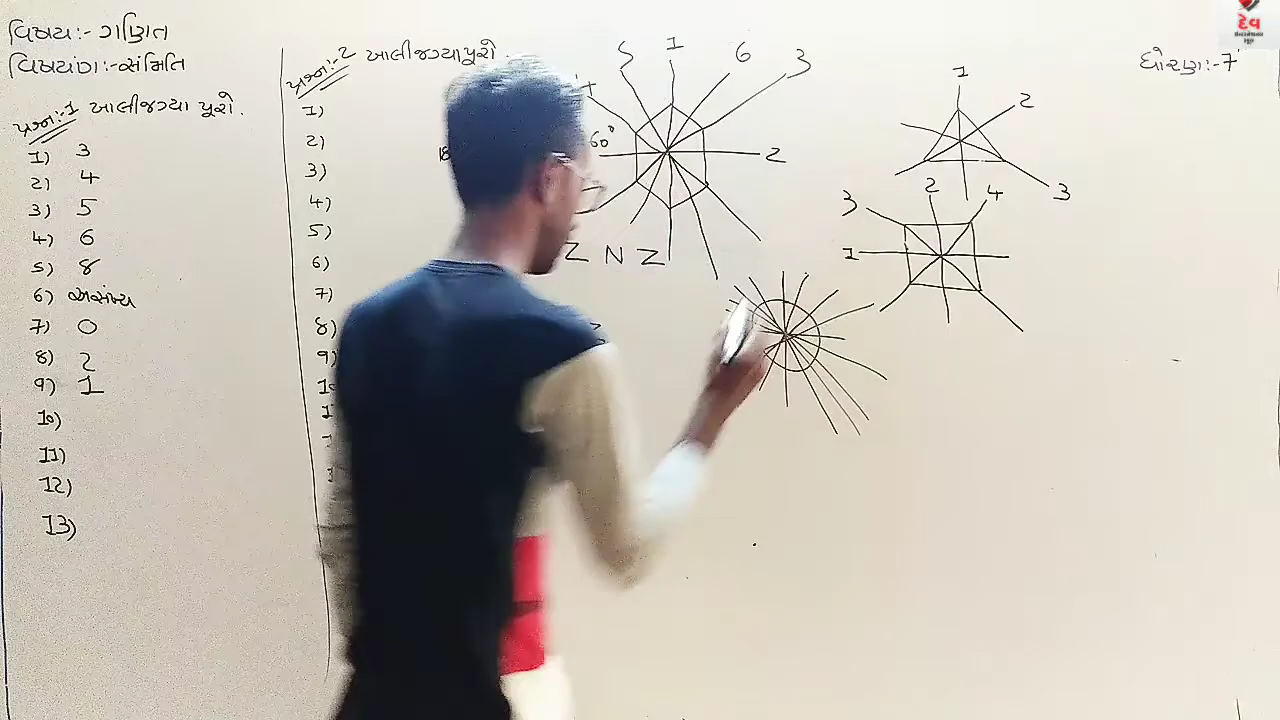 વિષય:- ગણિત
વિષયાંગ:- સંમિતિ
ધોરણ:- 7
દેવ
પ્રશ્ન:-1 ખાલીજગ્યા પૂરો.
1) 3
2) 4
3) 5
4) 6
5) 8
6) અસંખ્ય
7) 0
8) 2
9) 1
10)
11)
12)
13)
પ્રશ્ન:-2 ખાલીજગ્યા પૂરો
1)
2)
3)
4)
5)
6)
7)
8)
9)
5 1 6 3
60°
2
Z N Z
1
2
3
3 2 4
1